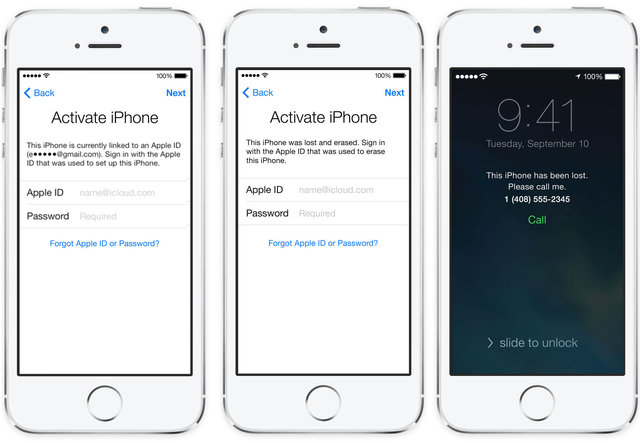 100%
Back
Next
Activate iPhone
This iPhone is currently linked to an Apple ID
(e●●●●●@gmail.com). Sign in with the Apple
ID that was used to set up this iPhone.
Apple ID name@icloud.com
Password Required
Forgot Apple ID or Password?
100%
Back
Next
Activate iPhone
This iPhone was lost and erased. Sign in
with the Apple ID that was used to erase
this iPhone.
Apple ID name@icloud.com
Password Required
Forgot Apple ID or Password?
100%
9:41
Tuesday, September 10
This iPhone has been lost.
Please call me.
1 (408) 555-2345
Call
slide to unlock